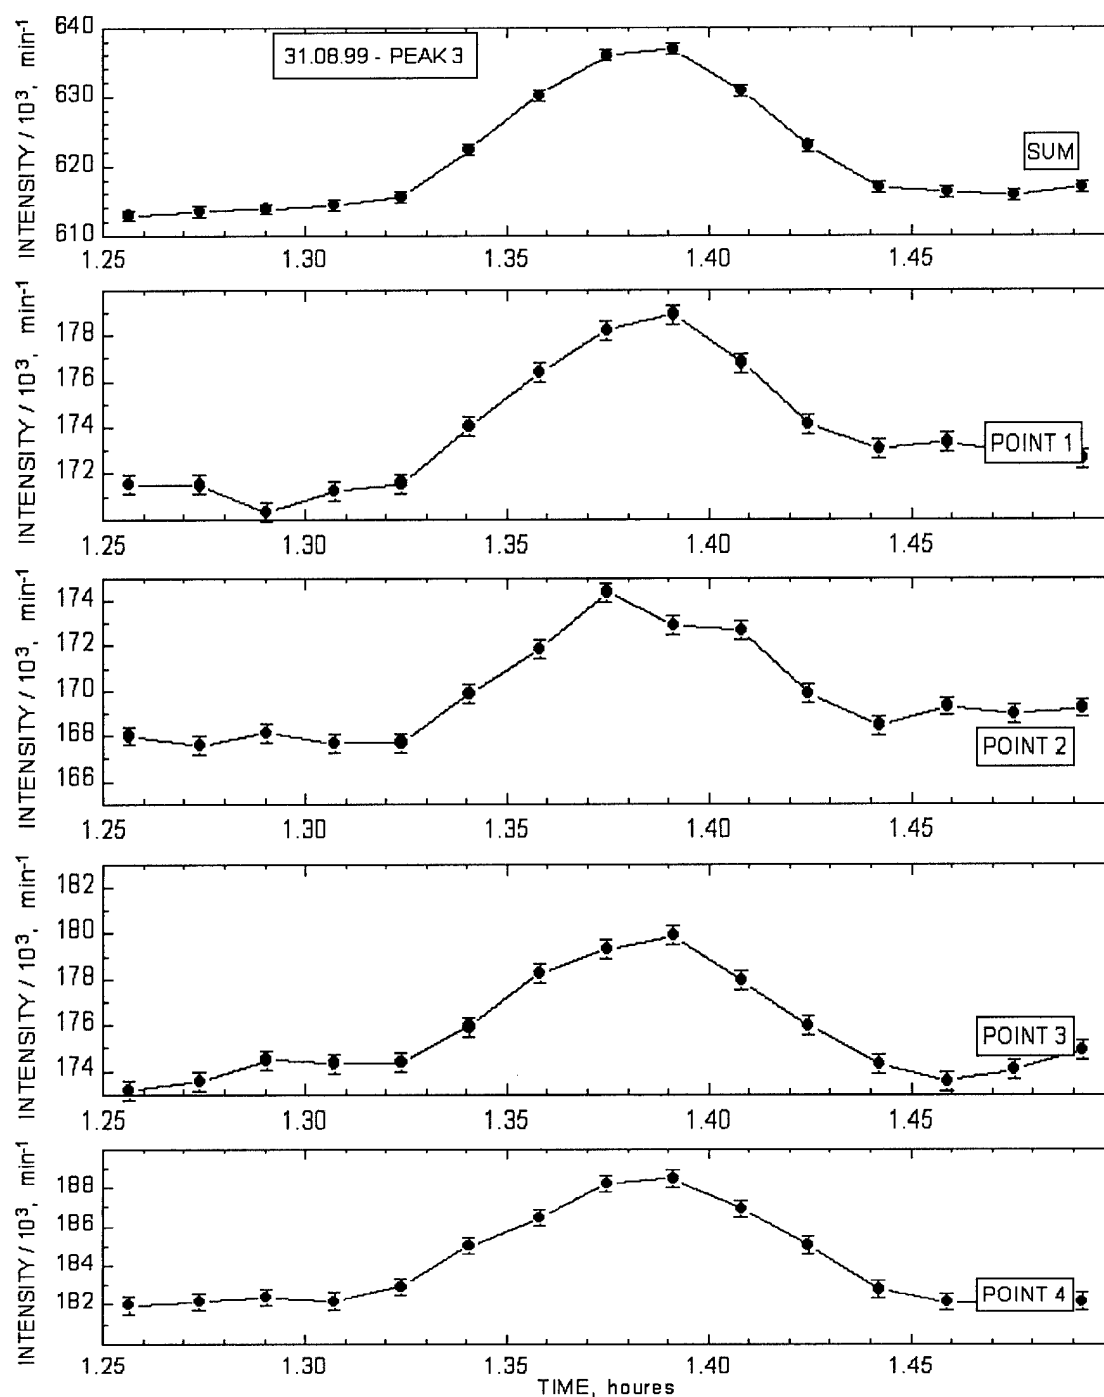 INTENSITY / 10³, min⁻¹
640
630
620
610
31.08.99 - PEAK 3
SUM
1.25 1.30 1.35 1.40 1.45
INTENSITY / 10³, min⁻¹
178
176
174
172
POINT 1
1.25 1.30 1.35 1.40 1.45
INTENSITY / 10³, min⁻¹
174
172
170
168
166
POINT 2
1.25 1.30 1.35 1.40 1.45
INTENSITY / 10³, min⁻¹
182
180
178
176
174
POINT 3
1.25 1.30 1.35 1.40 1.45
INTENSITY / 10³, min⁻¹
188
186
184
182
POINT 4
1.25 1.30 1.35 1.40 1.45
TIME, houres